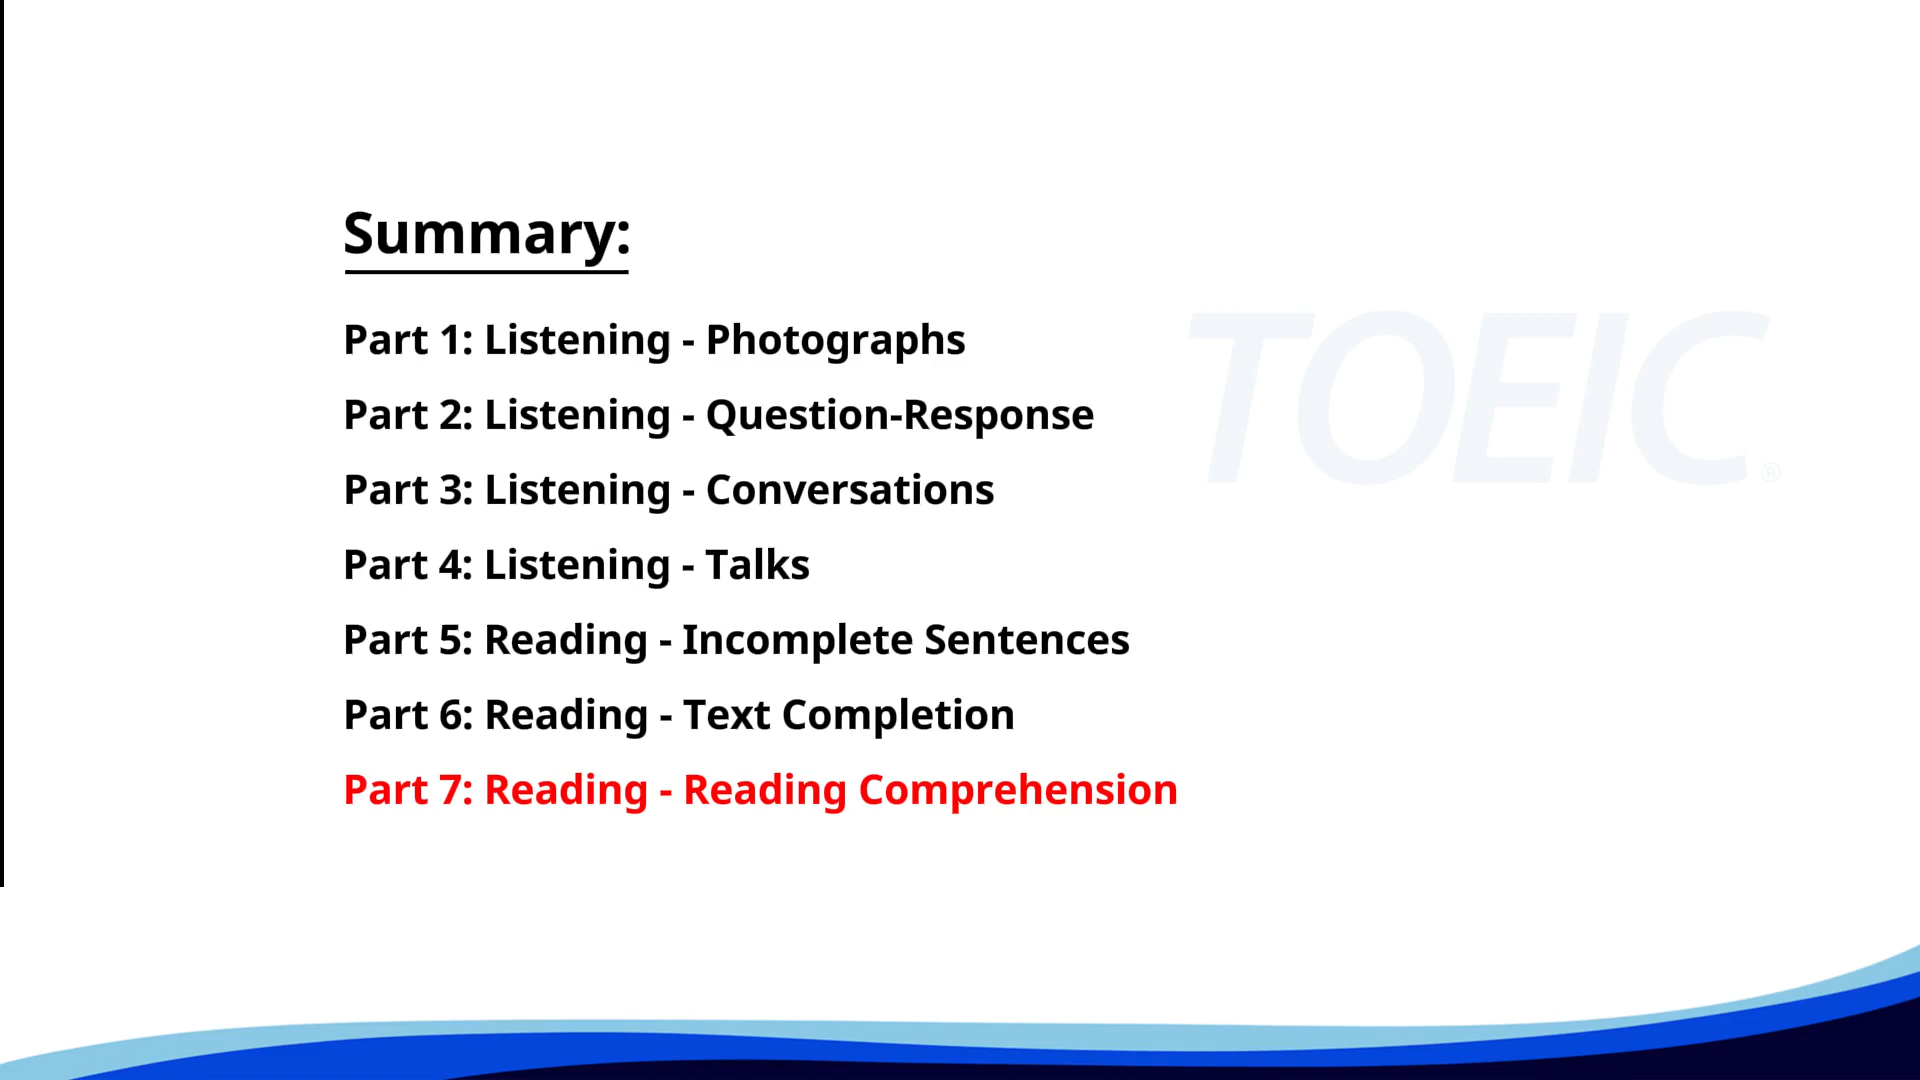 Summary:
Part 1: Listening - Photographs
Part 2: Listening - Question-Response
Part 3: Listening - Conversations
Part 4: Listening - Talks
Part 5: Reading - Incomplete Sentences
Part 6: Reading - Text Completion
Part 7: Reading - Reading Comprehension
TOEIC®